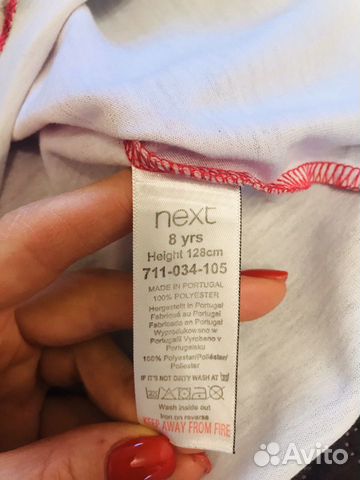 next
8 yrs
Height 128cm
711-034-105
MADE IN PORTUGAL
100% POLYESTER
Hergestellt in Portugal
Fabriqué au Portugal
Fabricado en Portugal
Wyprodukowano w
Portugalii Vyrobeno v
Portugalsku
100% Polyester/Poliéster/
Poliester
IF IT'S NOT DIRTY WASH AT
Wash inside out
Iron on reverse
KEEP AWAY FROM FIRE
Avito